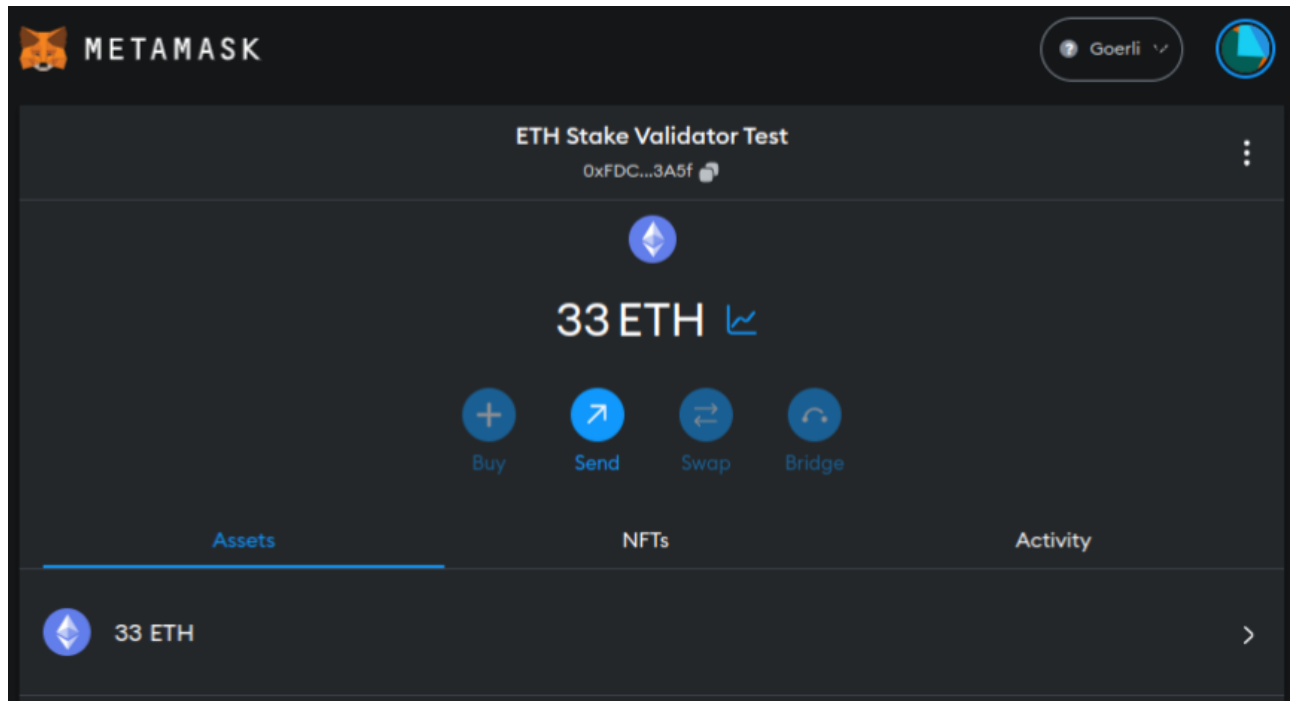 METAMASK
Goerli
ETH Stake Validator Test
0xFDC...3A5f
33 ETH
Buy Send Swap Bridge
Assets NFTs Activity
33 ETH